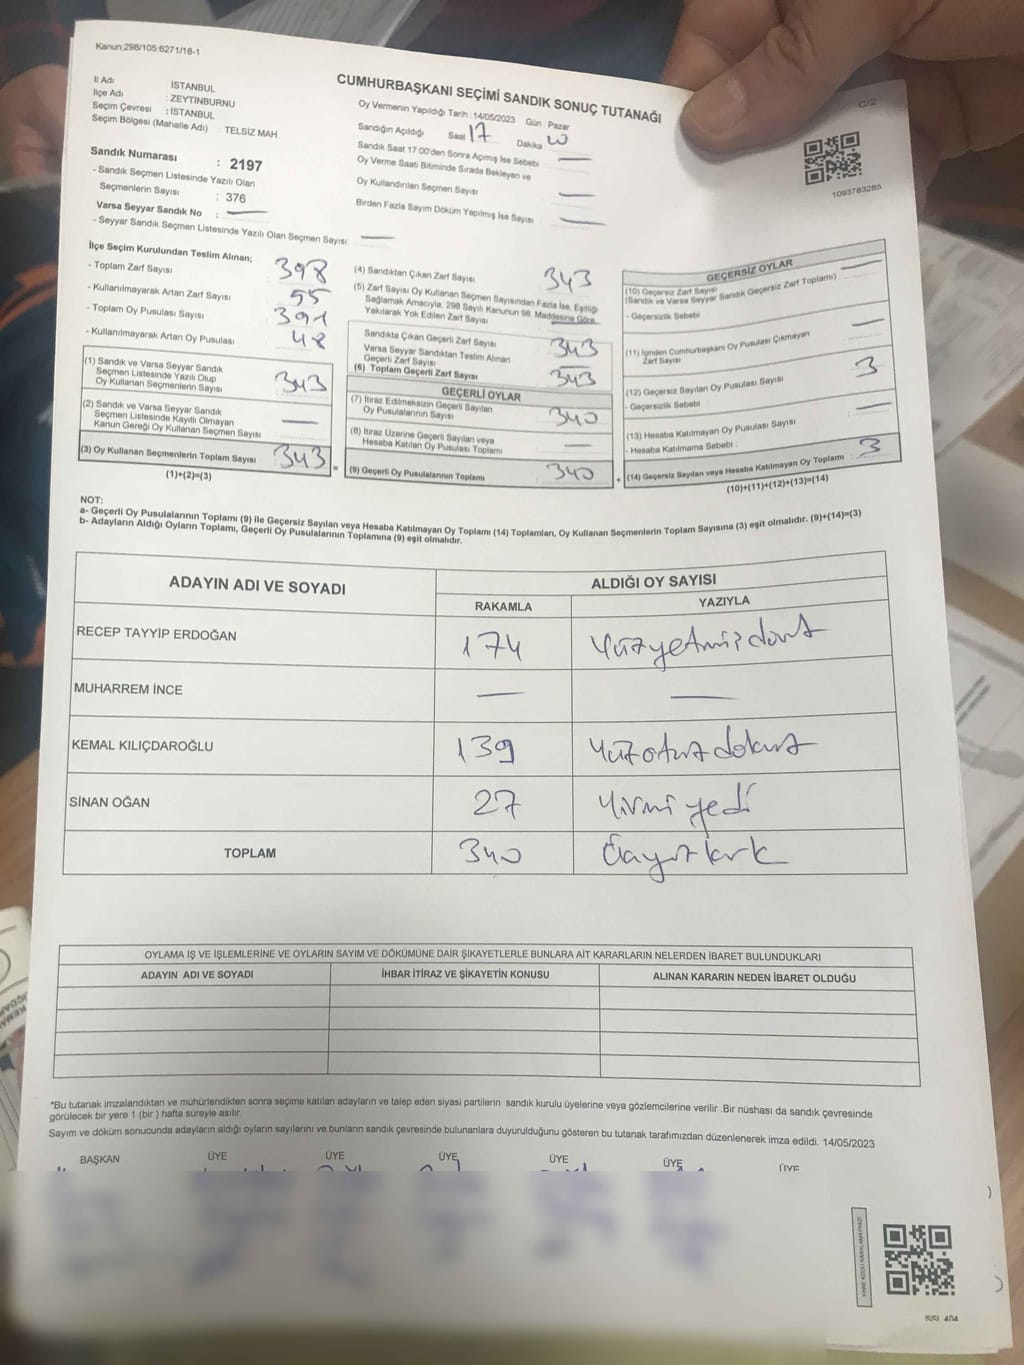 Kanun;298/105;6271/18-1
C/2
CUMHURBAŞKANI SEÇİMİ SANDIK SONUÇ TUTANAĞI
İl Adı : İSTANBUL
İlçe Adı : ZEYTİNBURNU
Seçim Çevresi : İSTANBUL
Seçim Bölgesi (Mahalle Adı) TELSİZ MAH.
Oy Vermenin Yapıldığı Tarih :14/05/2023 Gün : Pazar
Sandığın Açıldığı Saat 17 Dakika
Sandık Saat 17:00'den Sonra Açımış İse Sebebi —
Oy Verme Saati Bitiminde Sırada Bekleyen ve
Oy Kullandırılan Seçmen Sayısı —
Birden Fazla Sayım Döküm Yapılmış İse Sayısı —
1093783285
Sandık Numarası : 2197
- Sandık Seçmen Listesinde Yazılı Olan
Seçmenlerin Sayısı : 376
Varsa Seyyar Sandık No : —
- Seyyar Sandık Seçmen Listesinde Yazılı Olan Seçmen Sayısı: —
İlçe Seçim Kurulundan Teslim Alınan;
- Toplam Zarf Sayısı 398
- Kullanılmayarak Artan Zarf Sayısı 55
- Toplam Oy Pusulası Sayısı 391
- Kullanılmayarak Artan Oy Pusulası 48
(1) Sandık ve Varsa Seyyar Sandık
Seçmen Listesinde Yazılı Olup
Oy Kullanan Seçmenlerin Sayısı 343
(2) Sandık ve Varsa Seyyar Sandık
Seçmen Listesinde Kayıtlı Olmayan
Kanun Gereği Oy Kullanan Seçmen Sayısı —
(3) Oy Kullanan Seçmenlerin Toplam Sayısı 343 =
(1)+(2)=(3)
(4) Sandıktan Çıkan Zarf Sayısı 343
(5) Zarf Sayısı Oy Kullanan Seçmen Sayısından Fazla İse, Eşitliği
Sağlamak Amacıyla, 298 Sayılı Kanunun 98. Maddesine Göre
Yakılarak Yok Edilen Zarf Sayısı
Sandıkta Çıkan Geçerli Zarf Sayısı 343
Varsa Seyyar Sandıktan Teslim Alınan
Geçerli Zarf Sayısı —
(6) Toplam Geçerli Zarf Sayısı 343
GEÇERLİ OYLAR
(7) İtiraz Edilmeksizin Geçerli Sayılan
Oy Pusulalarının Sayısı 340
(8) İtiraz Üzerine Geçerli Sayılan veya
Hesaba Katılan Oy Pusulası Toplamı —
(9) Geçerli Oy Pusulalarının Toplamı 340 +
GEÇERSİZ OYLAR
(10) Geçersiz Zarf Sayısı —
(Sandık ve Varsa Seyyar Sandık Geçersiz Zarf Toplamı)
- Geçersizlik Sebebi
(11) İçinden Cumhurbaşkanı Oy Pusulası Çıkmayan
Zarf Sayısı —
(12) Geçersiz Sayılan Oy Pusulası Sayısı 3
- Geçersizlik Sebebi
(13) Hesaba Katılmayan Oy Pusulası Sayısı —
- Hesaba Katılmama Sebebi :
(14) Geçersiz Sayılan veya Hesaba Katılmayan Oy Toplamı 3
(10)+(11)+(12)+(13)=(14)
NOT:
a- Geçerli Oy Pusulalarının Toplamı (9) ile Geçersiz Sayılan veya Hesaba Katılmayan Oy Toplamı (14) Toplamları, Oy Kullanan Seçmenlerin Toplam Sayısına (3) eşit olmalıdır. (9)+(14)=(3)
b- Adayların Aldığı Oyların Toplamı, Geçerli Oy Pusulalarının Toplamına (9) eşit olmalıdır.
ADAYIN ADI VE SOYADI ALDIĞI OY SAYISI
RAKAMLA YAZIYLA
RECEP TAYYİP ERDOĞAN 174 Yüzyetmişdört
MUHARREM İNCE — —
KEMAL KILIÇDAROĞLU 139 Yüzotuzdokuz
SİNAN OĞAN 27 Yirmi yedi
TOPLAM 340 Üçyüzkırk
OYLAMA İŞ VE İŞLEMLERİNE VE OYLARIN SAYIM VE DÖKÜMÜNE DAİR ŞİKAYETLERLE BUNLARA AİT KARARLARIN NELERDEN İBARET BULUNDUKLARI
ADAYIN ADI VE SOYADI İHBAR İTİRAZ VE ŞİKAYETİN KONUSU ALINAN KARARIN NEDEN İBARET OLDUĞU
*Bu tutanak imzalandıktan ve mühürlendikten sonra seçime katılan adayların ve talep eden siyasi partilerin sandık kurulu üyelerine veya gözlemcilerine verilir .Bir nüshası da sandık çevresinde
görülecek bir yere 1 (bir ) hafta süreyle asılır.
Sayım ve döküm sonucunda adayların aldığı oyların sayılarını ve bunların sandık çevresinde bulunanlara duyurulduğunu gösteren bu tutanak tarafımızdan düzenlenerek imza edildi. 14/05/2023
BAŞKAN ÜYE ÜYE ÜYE ÜYE ÜYE ÜYE